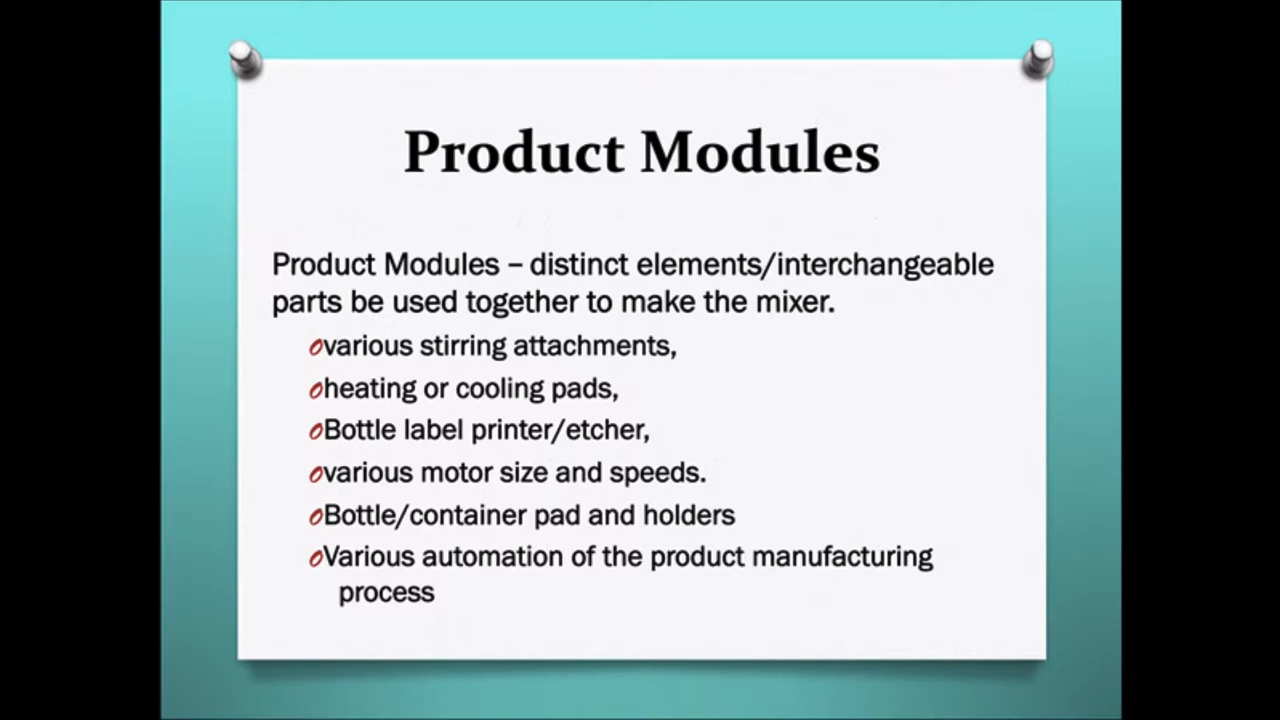 Product Modules
Product Modules – distinct elements/interchangeable
parts be used together to make the mixer.
various stirring attachments,
heating or cooling pads,
Bottle label printer/etcher,
various motor size and speeds.
Bottle/container pad and holders
Various automation of the product manufacturing
process